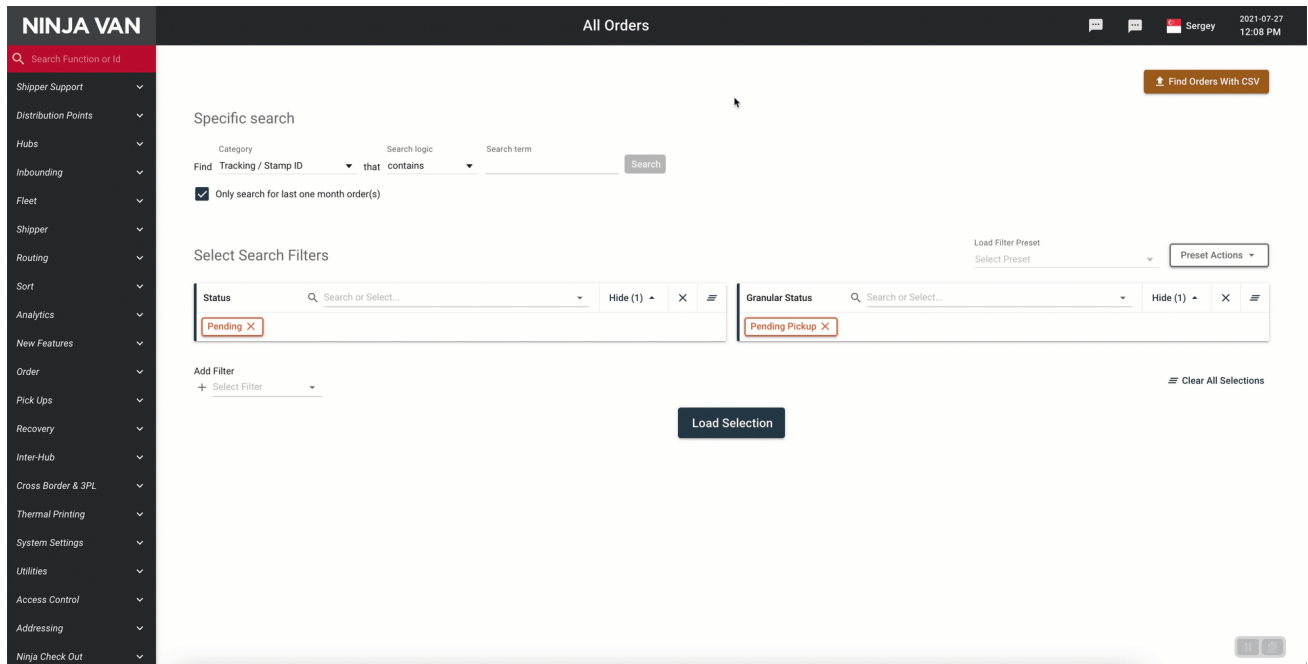 NINJA VAN
All Orders
Sergey
2021-07-27
12:08 PM
Search Function or Id
Shipper Support
Distribution Points
Hubs
Inbounding
Fleet
Shipper
Routing
Sort
Analytics
New Features
Order
Pick Ups
Recovery
Inter-Hub
Cross Border & 3PL
Thermal Printing
System Settings
Utilities
Access Control
Addressing
Ninja Check Out
Find Orders With CSV
Specific search
Category Search logic Search term
Find Tracking / Stamp ID that contains Search
Only search for last one month order(s)
Select Search Filters
Load Filter Preset
Select Preset
Preset Actions
Status Search or Select... Hide (1)
Pending
Granular Status Search or Select... Hide (1)
Pending Pickup
Add Filter
Select Filter
Clear All Selections
Load Selection